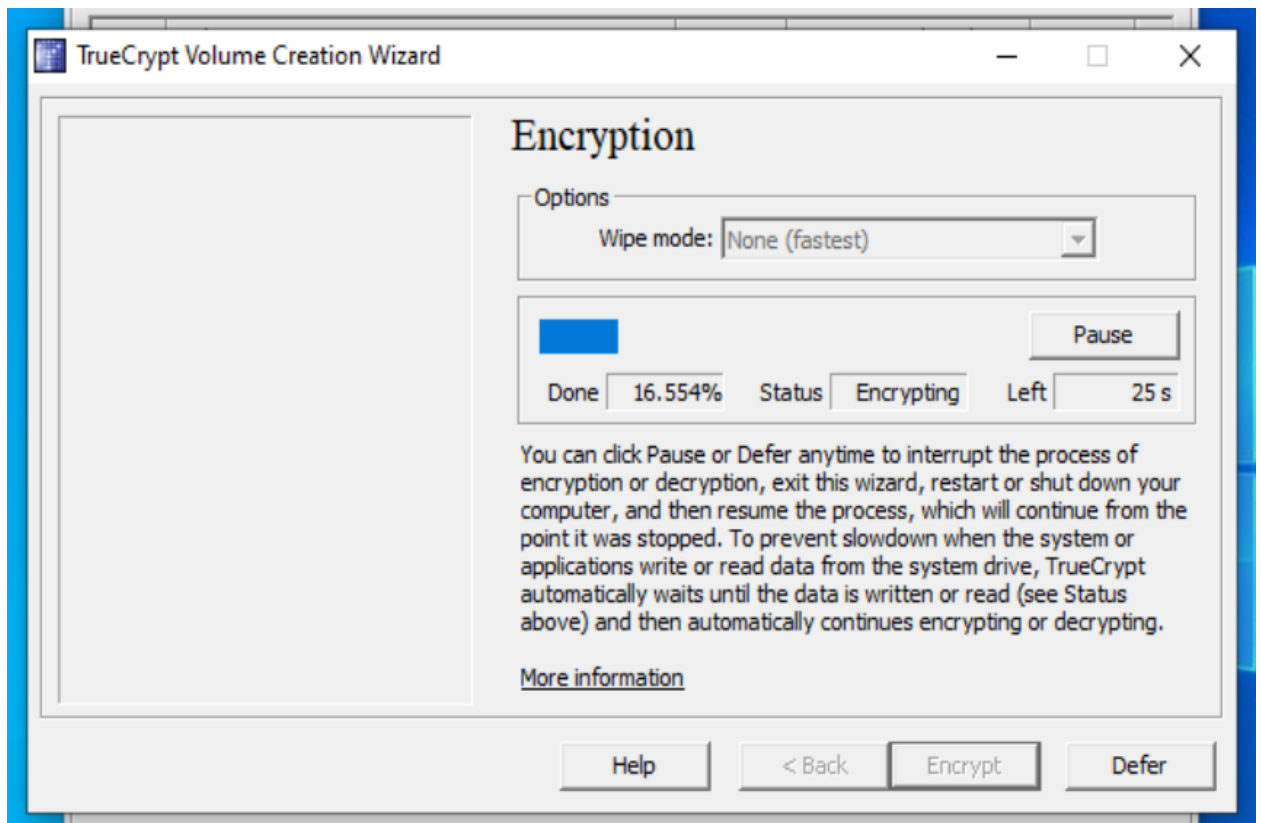 TrueCrypt Volume Creation Wizard
Encryption
Options
Wipe mode: None (fastest)
Pause
Done 16.554% Status Encrypting Left 25 s
You can click Pause or Defer anytime to interrupt the process of
encryption or decryption, exit this wizard, restart or shut down your
computer, and then resume the process, which will continue from the
point it was stopped. To prevent slowdown when the system or
applications write or read data from the system drive, TrueCrypt
automatically waits until the data is written or read (see Status
above) and then automatically continues encrypting or decrypting.
More information
Help < Back Encrypt Defer